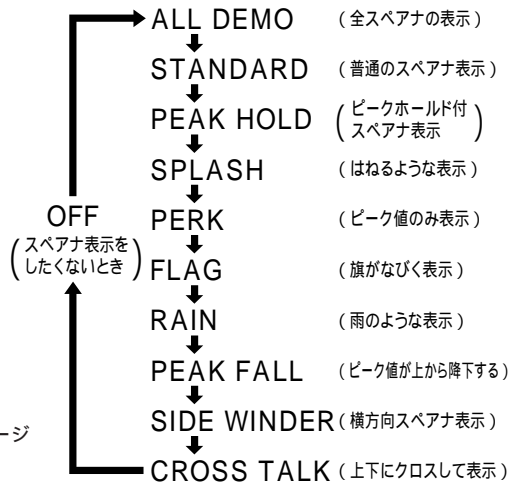 ALL DEMO (全スペアナの表示)
STANDARD (普通のスペアナ表示)
PEAK HOLD (ピークホールド付
スペアナ表示)
SPLASH (はねるような表示)
OFF
(スペアナ表示を
したくないとき)
PERK (ピーク値のみ表示)
FLAG (旗がなびく表示)
RAIN (雨のような表示)
PEAK FALL (ピーク値が上から降下する)
SIDE WINDER (横方向スペアナ表示)
ージ
CROSS TALK (上下にクロスして表示)